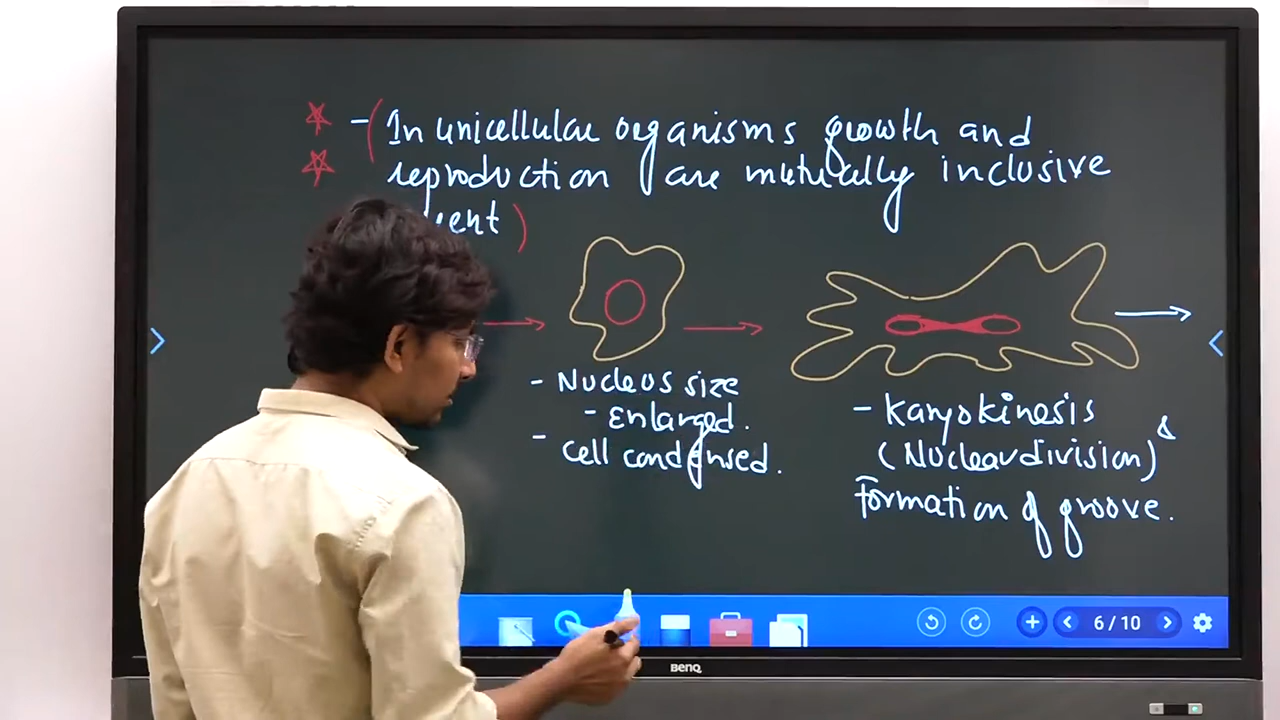 - (In unicellular organisms growth and
reproduction are mutually inclusive
)
- Nucleus size
- Enlarged.
- Cell condensed.
- Karyokinesis
(Nuclear division) &
Formation of groove.
6 / 10
BenQ